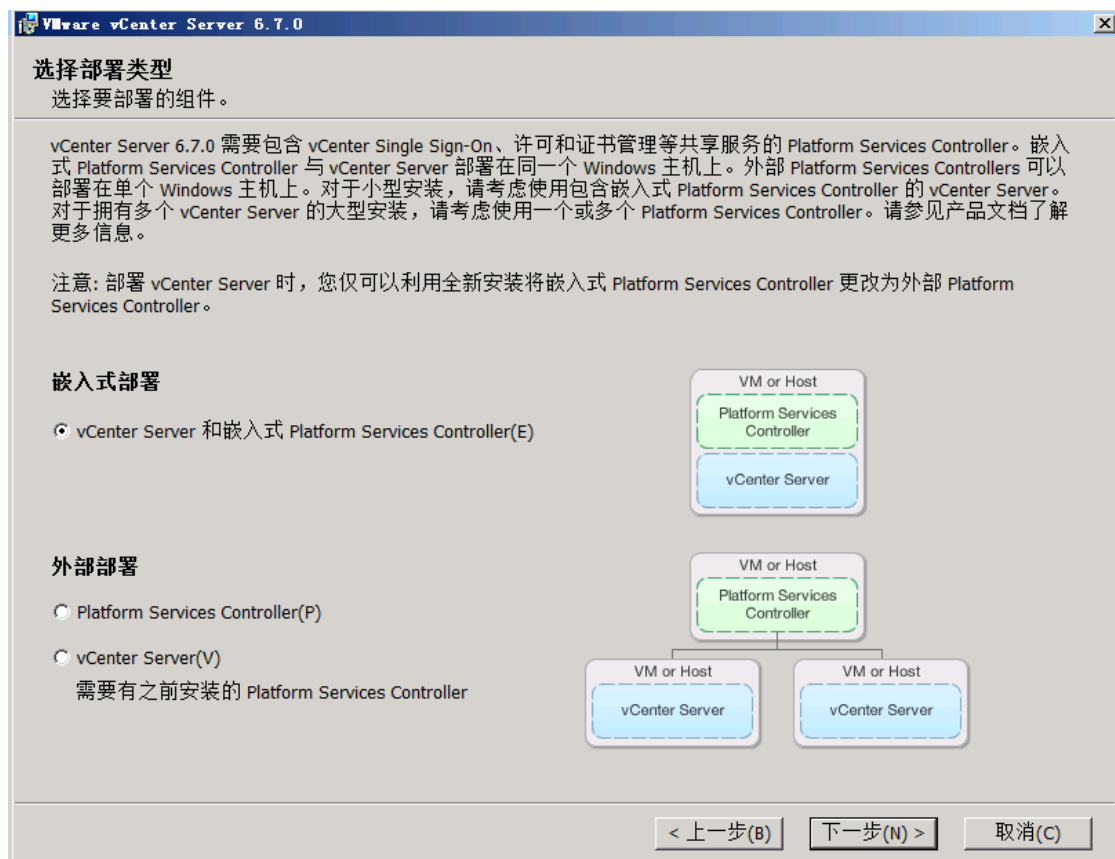 VMware vCenter Server 6.7.0
选择部署类型
选择要部署的组件。
vCenter Server 6.7.0 需要包含 vCenter Single Sign-On、许可和证书管理等共享服务的 Platform Services Controller。嵌入
式 Platform Services Controller 与 vCenter Server 部署在同一个 Windows 主机上。外部 Platform Services Controllers 可以
部署在单个 Windows 主机上。对于小型安装，请考虑使用包含嵌入式 Platform Services Controller 的 vCenter Server。
对于拥有多个 vCenter Server 的大型安装，请考虑使用一个或多个 Platform Services Controller。请参见产品文档了解
更多信息。
注意: 部署 vCenter Server 时，您仅可以利用全新安装将嵌入式 Platform Services Controller 更改为外部 Platform
Services Controller。
嵌入式部署
vCenter Server 和嵌入式 Platform Services Controller(E)
VM or Host
Platform Services
Controller
vCenter Server
外部部署
Platform Services Controller(P)
vCenter Server(V)
需要有之前安装的 Platform Services Controller
VM or Host
Platform Services
Controller
VM or Host
vCenter Server
VM or Host
vCenter Server
< 上一步(B)
下一步(N) >
取消(C)